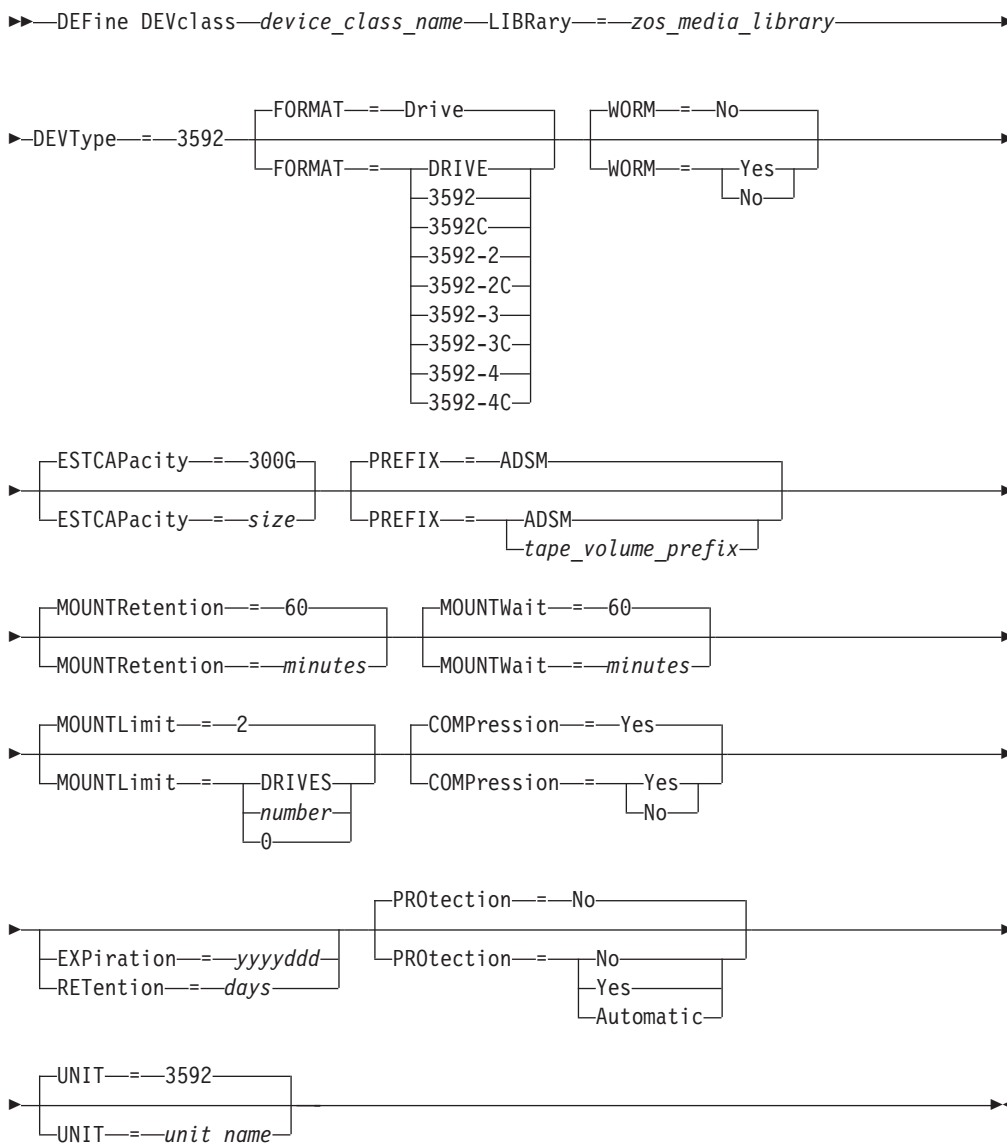 DEFine DEVclass device_class_name LIBRary = zos_media_library
FORMAT = Drive WORM = No
DEVType = 3592
FORMAT = DRIVE WORM = Yes
3592 No
3592C
3592-2
3592-2C
3592-3
3592-3C
3592-4
3592-4C
ESTCAPacity = 300G PREFIX = ADSM
ESTCAPacity = size PREFIX = ADSM
tape_volume_prefix
MOUNTRetention = 60 MOUNTWait = 60
MOUNTRetention = minutes MOUNTWait = minutes
MOUNTLimit = 2 COMPression = Yes
MOUNTLimit = DRIVES COMPression = Yes
number No
0
PROtection = No
EXPiration = yyyyddd PROtection = No
RETention = days Yes
Automatic
UNIT = 3592
UNIT = unit_name